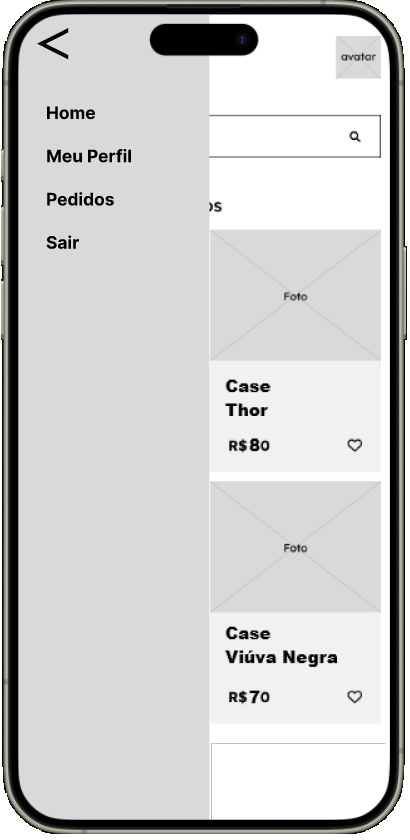 avatar
Home
Meu Perfil
Pedidos
os
Sair
Foto
Case
Thor
R$80
Foto
Case
Viúva Negra
R$70